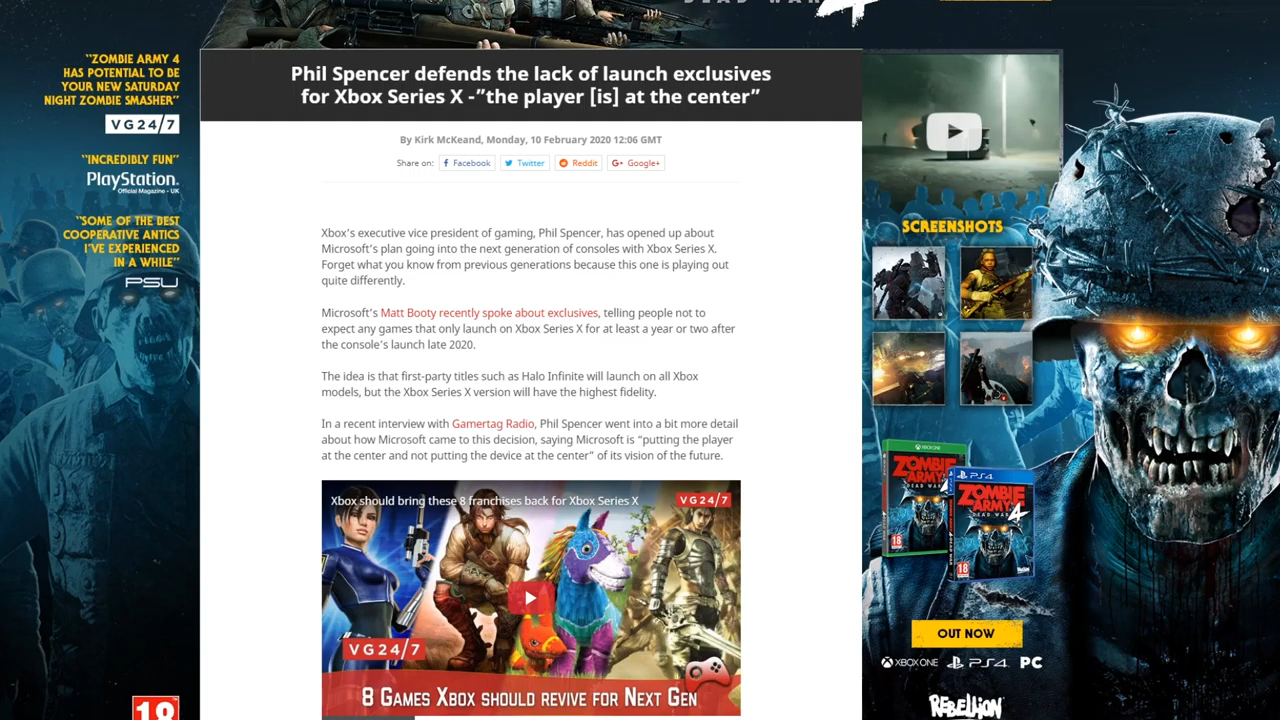 DEAD WAR 4
"ZOMBIE ARMY 4
HAS POTENTIAL TO BE
YOUR NEW SATURDAY
NIGHT ZOMBIE SMASHER"
VG24/7
"INCREDIBLY FUN"
PlayStation.
Official Magazine - UK
"SOME OF THE BEST
COOPERATIVE ANTICS
I'VE EXPERIENCED
IN A WHILE"
PSU
18
Phil Spencer defends the lack of launch exclusives
for Xbox Series X -"the player [is] at the center"
By Kirk McKeand, Monday, 10 February 2020 12:06 GMT
Share on: Facebook Twitter Reddit G+ Google+
Xbox's executive vice president of gaming, Phil Spencer, has opened up about
Microsoft's plan going into the next generation of consoles with Xbox Series X.
Forget what you know from previous generations because this one is playing out
quite differently.
Microsoft's Matt Booty recently spoke about exclusives, telling people not to
expect any games that only launch on Xbox Series X for at least a year or two after
the console's launch late 2020.
The idea is that first-party titles such as Halo Infinite will launch on all Xbox
models, but the Xbox Series X version will have the highest fidelity.
In a recent interview with Gamertag Radio, Phil Spencer went into a bit more detail
about how Microsoft came to this decision, saying Microsoft is "putting the player
at the center and not putting the device at the center" of its vision of the future.
Xbox should bring these 8 franchises back for Xbox Series X
VG24/7
VG24/7
8 GAMES XBOX SHOULD REVIVE FOR NEXT GEN
SCREENSHOTS
XBOX ONE
ZOMBIE
ARMY
DEAD WAR
18
PS4
ZOMBIE
ARMY 4
DEAD WAR
18
OUT NOW
XBOX ONE PS4 PC
REBELLION